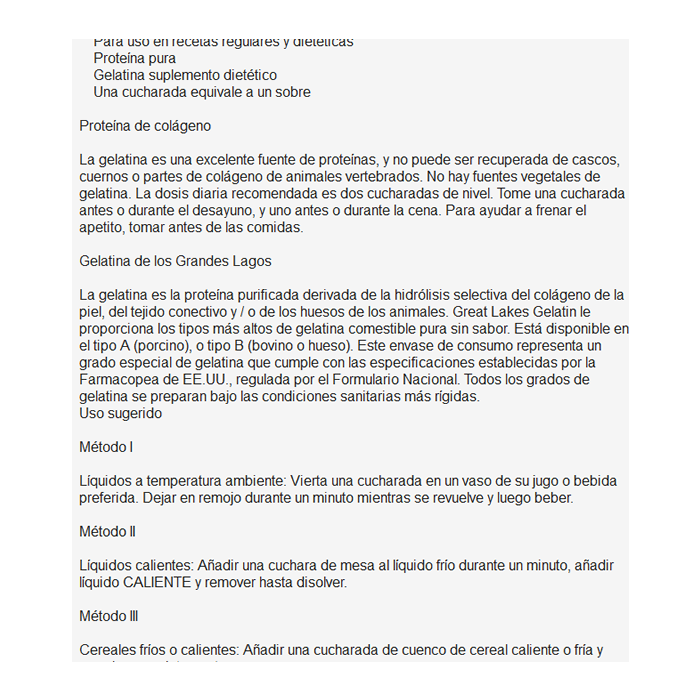 Para uso en recetas regulares y dietéticas
Proteína pura
Gelatina suplemento dietético
Una cucharada equivale a un sobre
Proteína de colágeno
La gelatina es una excelente fuente de proteínas, y no puede ser recuperada de cascos,
cuernos o partes de colágeno de animales vertebrados. No hay fuentes vegetales de
gelatina. La dosis diaria recomendada es dos cucharadas de nivel. Tome una cucharada
antes o durante el desayuno, y uno antes o durante la cena. Para ayudar a frenar el
apetito, tomar antes de las comidas.
Gelatina de los Grandes Lagos
La gelatina es la proteína purificada derivada de la hidrólisis selectiva del colágeno de la
piel, del tejido conectivo y / o de los huesos de los animales. Great Lakes Gelatin le
proporciona los tipos más altos de gelatina comestible pura sin sabor. Está disponible en
el tipo A (porcino), o tipo B (bovino o hueso). Este envase de consumo representa un
grado especial de gelatina que cumple con las especificaciones establecidas por la
Farmacopea de EE.UU., regulada por el Formulario Nacional. Todos los grados de
gelatina se preparan bajo las condiciones sanitarias más rígidas.
Uso sugerido
Método I
Líquidos a temperatura ambiente: Vierta una cucharada en un vaso de su jugo o bebida
preferida. Dejar en remojo durante un minuto mientras se revuelve y luego beber.
Método II
Líquidos calientes: Añadir una cuchara de mesa al líquido frío durante un minuto, añadir
líquido CALIENTE y remover hasta disolver.
Método III
Cereales fríos o calientes: Añadir una cucharada de cuenco de cereal caliente o fría y